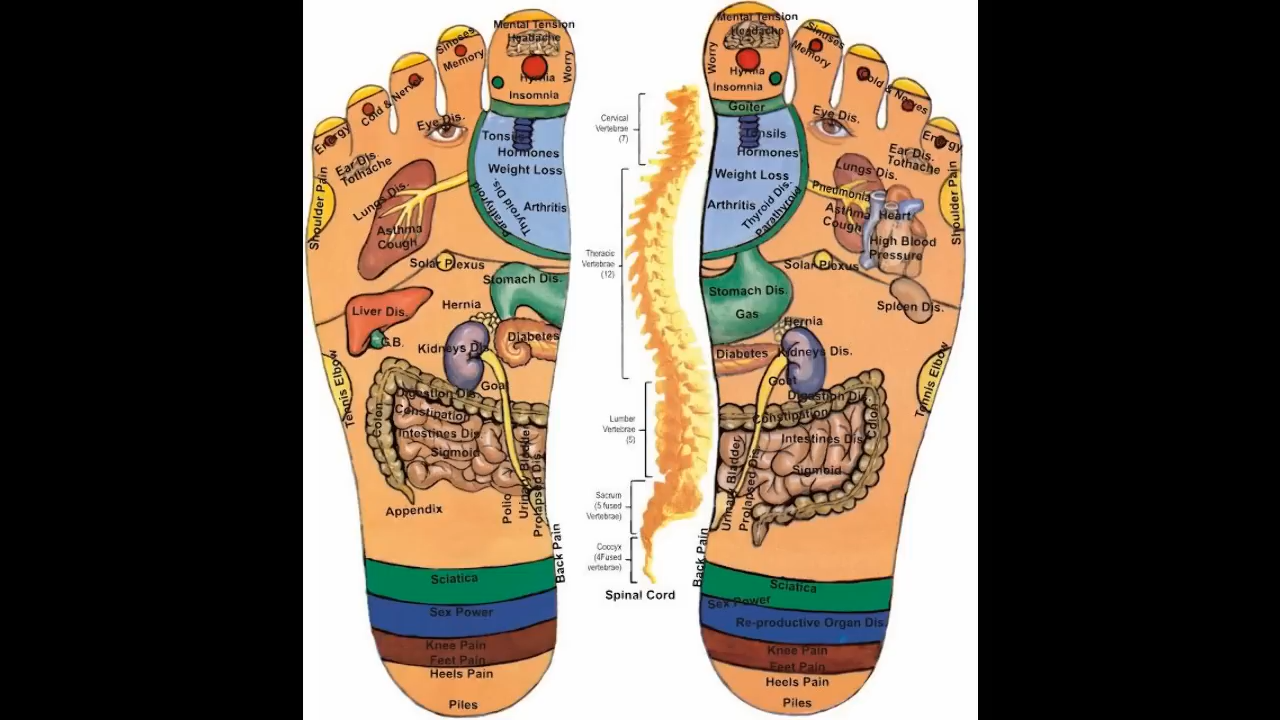 Mental Tension
Headache
Worry
Hyrnia
Insomnia
Sinuses
Memory
Cold & Nerves
Energy
Eye Dis.
Ear Dis.
Tothache
Shoulder Pain
Tonsils
Hormones
Weight Loss
Arthritis
Thyroid Dis.
Parathyroid
Lungs Dis.
Asthma
Cough
Solar Plexus
Stomach Dis.
Liver Dis.
G.B.
Hernia
Diabetes
Kidneys Dis.
Tennis Elbow
Digestion Dis.
Constipation
Colon
Intestines Dis.
Sigmoid
Urinary Bladder
Prolapsed Dis.
Polio
Appendix
Back Pain
Sciatica
Sex Power
Knee Pain
Feet Pain
Heels Pain
Piles
Cervical
Vertebrae
(7)
Theracic
Vertebrae
(12)
Lumber
Vertebrae
(5)
Sacrum
(5 fused
Vertebrae)
Coccyx
(4Fused
vertebrae)
Spinal Cord
Mental Tension
Headache
Worry
Hyrnia
Insomnia
Goiter
Sinuses
Memory
Cold & Nerves
Energy
Eye Dis.
Ear Dis.
Tothache
Shoulder Pain
Tonsils
Hormones
Weight Loss
Arthritis
Thyroid Dis.
Parathyroid
Lungs Dis.
Pneumonia
Asthma
Cough
Heart
High Blood
Pressure
Solar Plexus
Stomach Dis.
Gas
Spleen Dis.
Hernia
Diabetes
Kidneys Dis.
Tennis Elbow
Goat
Digestion Dis.
Constipation
Colon
Intestines Dis.
Sigmoid
Urinary Bladder
Prolapsed Dis.
Back Pain
Sciatica
Sex Power
Re-productive Organ Dis.
Knee Pain
Feet Pain
Heels Pain
Piles